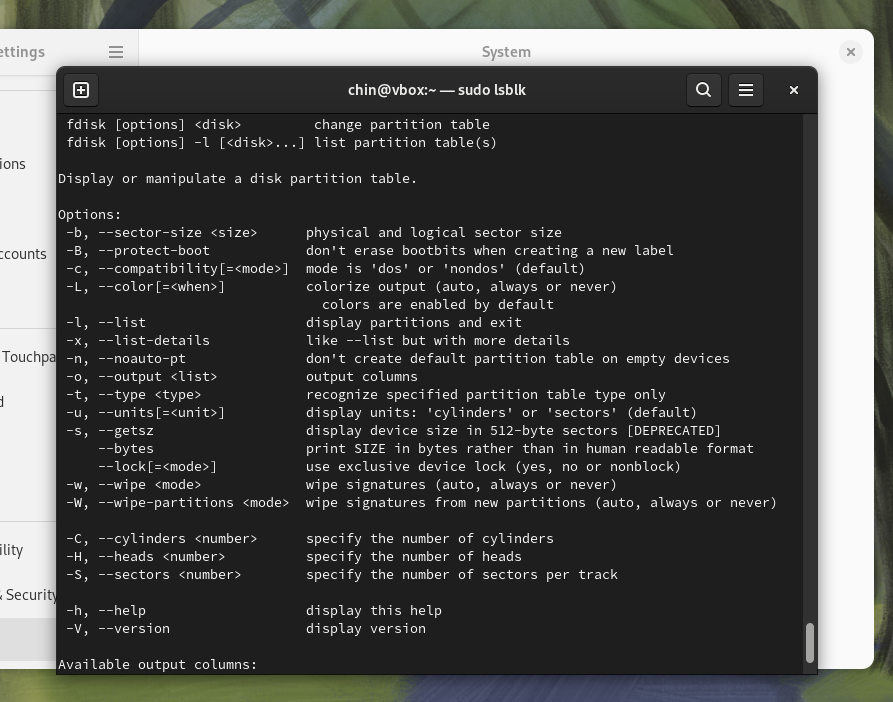 ettings
System
chin@vbox:~ — sudo lsblk
fdisk [options] <disk>         change partition table
fdisk [options] -l [<disk>...] list partition table(s)
Display or manipulate a disk partition table.
Options:
-b, --sector-size <size>      physical and logical sector size
-B, --protect-boot            don't erase bootbits when creating a new label
-c, --compatibility[=<mode>]  mode is 'dos' or 'nondos' (default)
-L, --color[=<when>]          colorize output (auto, always or never)
colors are enabled by default
-l, --list                    display partitions and exit
-x, --list-details            like --list but with more details
-n, --noauto-pt               don't create default partition table on empty devices
-o, --output <list>           output columns
-t, --type <type>             recognize specified partition table type only
-u, --units[=<unit>]          display units: 'cylinders' or 'sectors' (default)
-s, --getsz                   display device size in 512-byte sectors [DEPRECATED]
--bytes                   print SIZE in bytes rather than in human readable format
--lock[=<mode>]           use exclusive device lock (yes, no or nonblock)
-w, --wipe <mode>             wipe signatures (auto, always or never)
-W, --wipe-partitions <mode>  wipe signatures from new partitions (auto, always or never)
-C, --cylinders <number>      specify the number of cylinders
-H, --heads <number>          specify the number of heads
-S, --sectors <number>        specify the number of sectors per track
-h, --help                    display this help
-V, --version                 display version
Available output columns:
ions
ccounts
Touchpa
d
ility
& Security